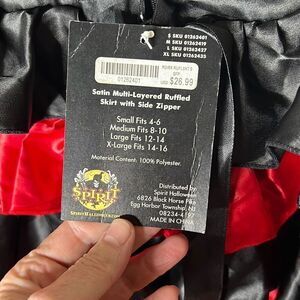 S SKU 01262401
M SKU 01262419
L SKU 01262427
XL SKU 01262435
01262401
$26.99
Satin Multi-Layered Ruffled
Skirt with Side Zipper
Small Fits 4-6
Medium Fits 8-10
Large Fits 12-14
X-Large Fits 14-16
Material Content: 100% Polyester.
SPIRIT
SPIRITHALLOWEEN.COM
Distributed by
Spirit Halloween
6826 Black Horse Pike
Egg Harbor Township, NJ
08234-4197
MADE IN CHINA